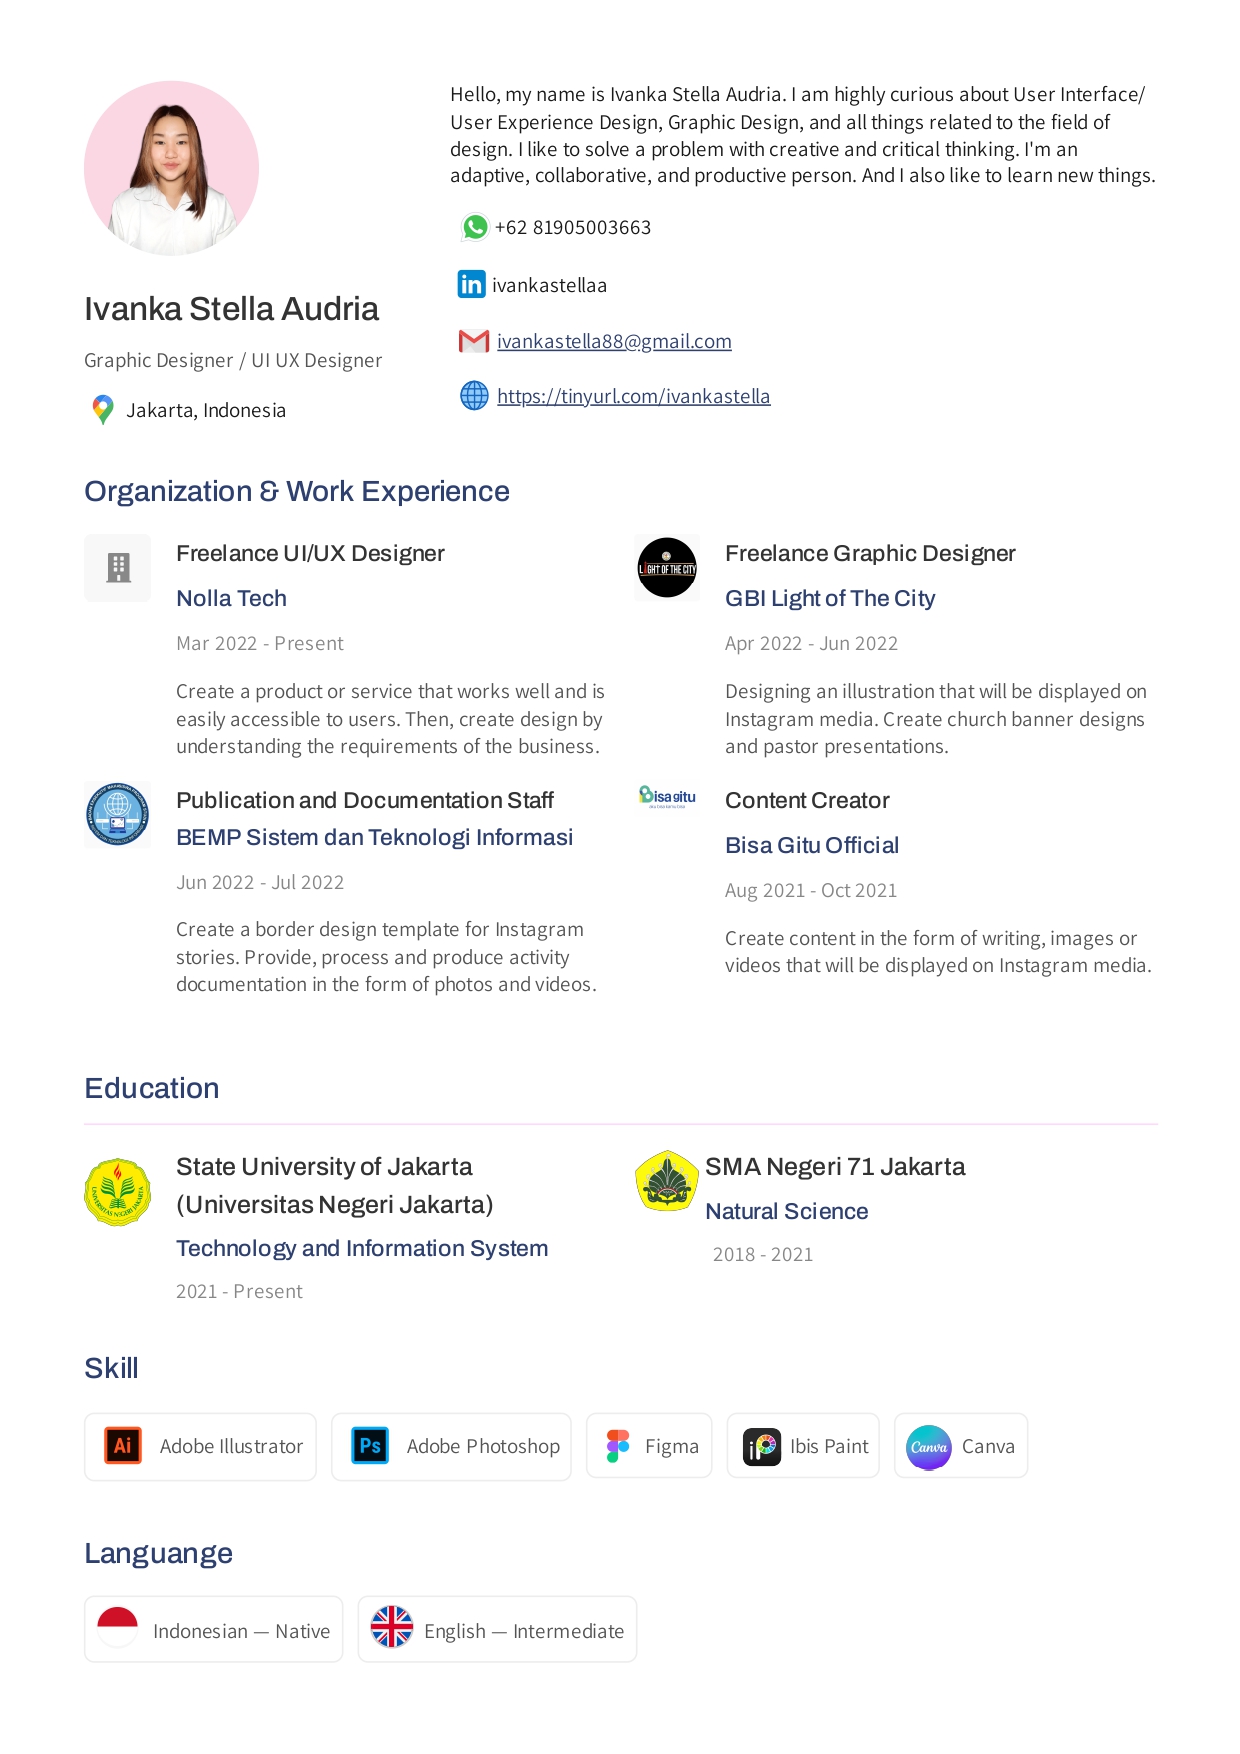 Hello, my name is Ivanka Stella Audria. I am highly curious about User Interface/
User Experience Design, Graphic Design, and all things related to the field of
design. I like to solve a problem with creative and critical thinking. I'm an
adaptive, collaborative, and productive person. And I also like to learn new things.
+62 81905003663
in ivankastellaa
ivankastella88@gmail.com
https://tinyurl.com/ivankastella
Ivanka Stella Audria
Graphic Designer / UI UX Designer
Jakarta, Indonesia
Organization & Work Experience
Freelance UI/UX Designer
Nolla Tech
Mar 2022 - Present
Create a product or service that works well and is
easily accessible to users. Then, create design by
understanding the requirements of the business.
LIGHT OF THE CITY
Freelance Graphic Designer
GBI Light of The City
Apr 2022 - Jun 2022
Designing an illustration that will be displayed on
Instagram media. Create church banner designs
and pastor presentations.
Publication and Documentation Staff
BEMP Sistem dan Teknologi Informasi
Jun 2022 - Jul 2022
Create a border design template for Instagram
stories. Provide, process and produce activity
documentation in the form of photos and videos.
Bisa gitu
Content Creator
Bisa Gitu Official
Aug 2021 - Oct 2021
Create content in the form of writing, images or
videos that will be displayed on Instagram media.
Education
UNIVERSITAS NEGERI JAKARTA
State University of Jakarta
(Universitas Negeri Jakarta)
Technology and Information System
2021 - Present
SMA Negeri 71 Jakarta
Natural Science
2018 - 2021
Skill
Ai Adobe Illustrator
Ps Adobe Photoshop
Figma
iP Ibis Paint
Canva Canva
Languange
Indonesian — Native
English — Intermediate